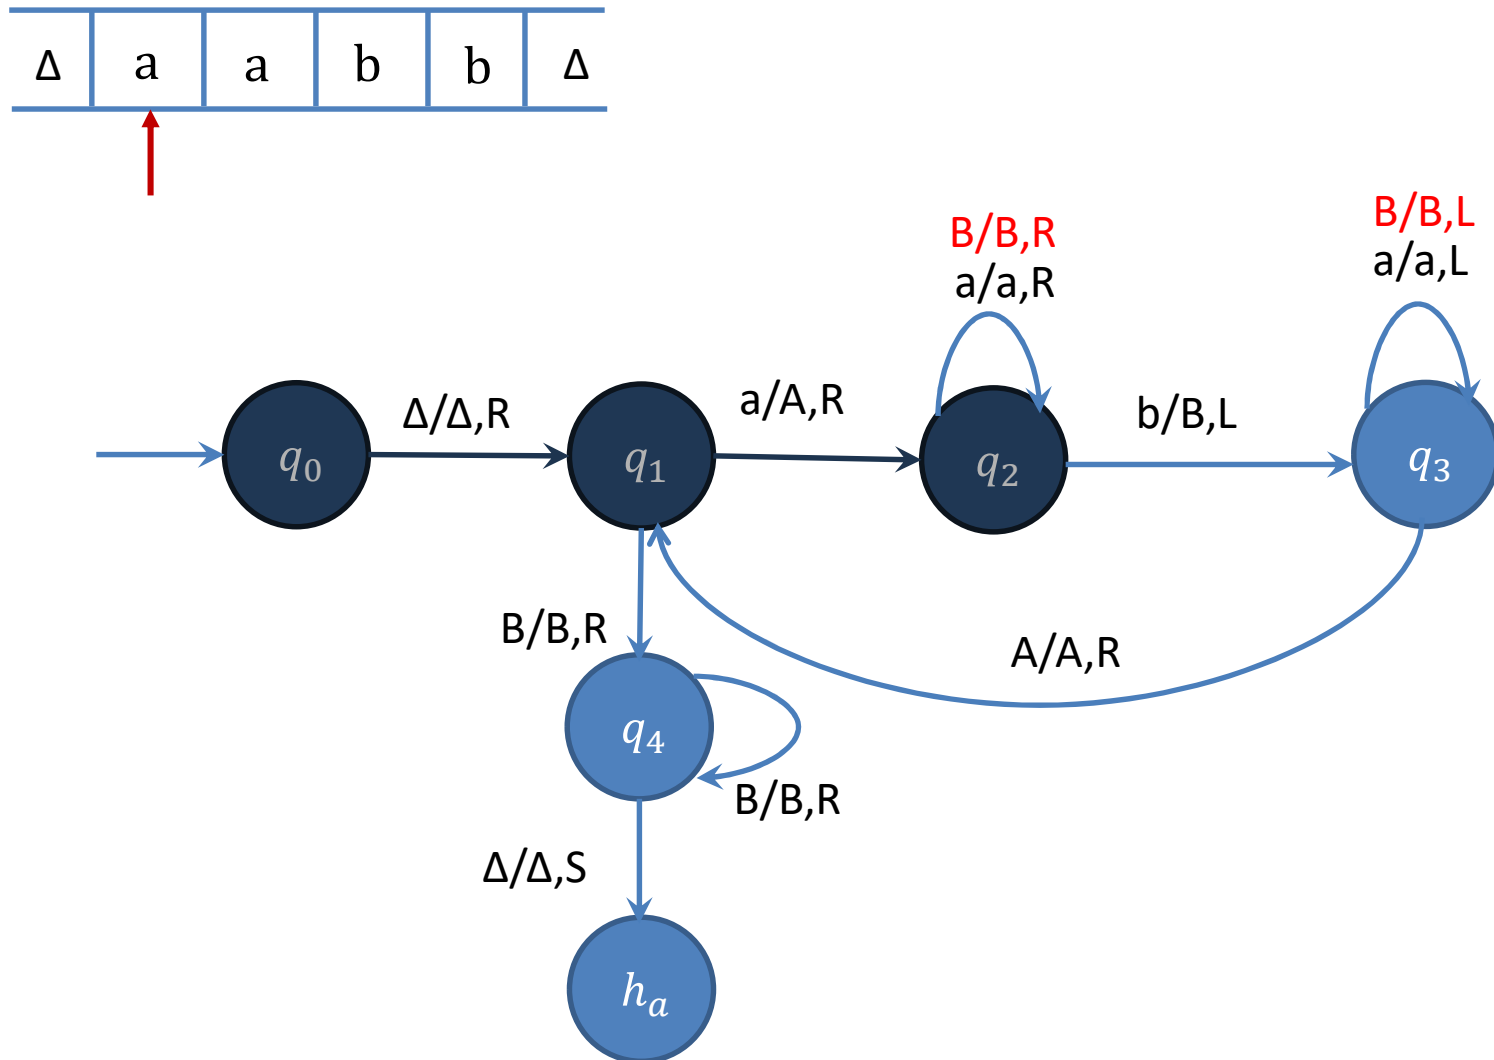 Δ a a b b Δ
B/B,R
a/a,R
B/B,L
a/a,L
Δ/Δ,R
a/A,R
b/B,L
q₀
q₁
q₂
q₃
B/B,R
A/A,R
q₄
B/B,R
Δ/Δ,S
hₐ